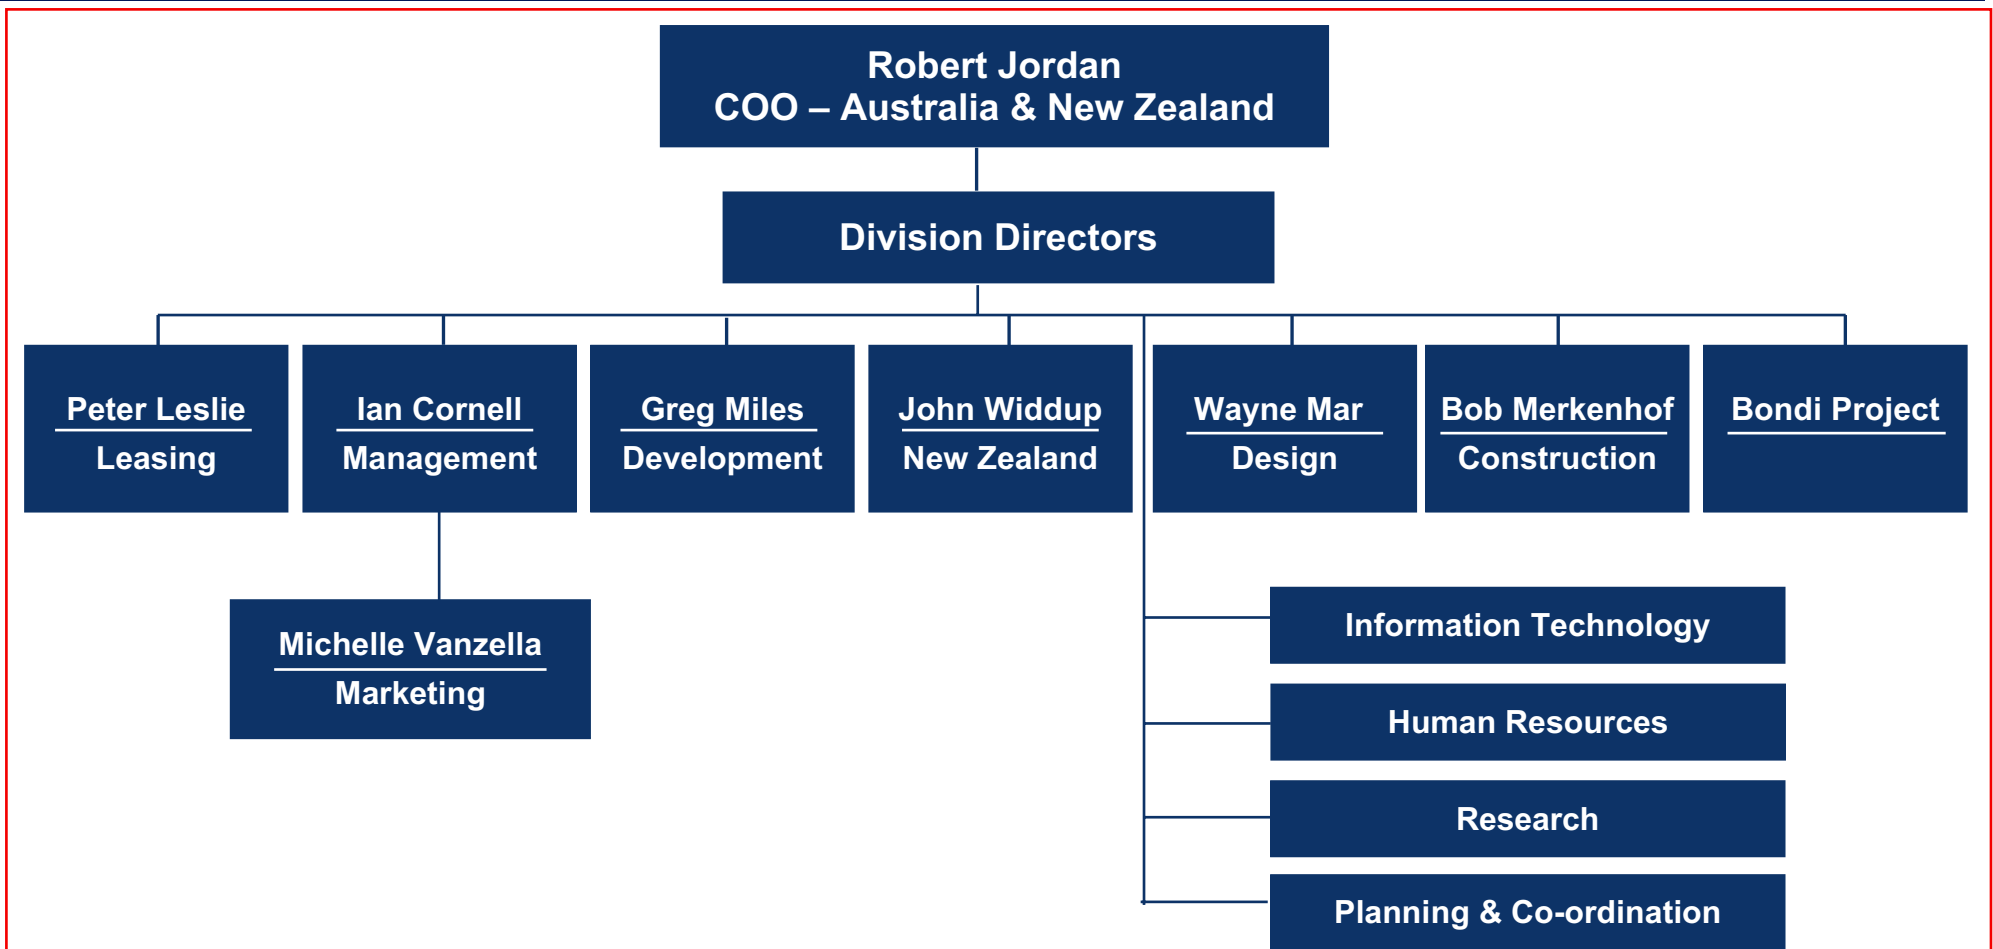 Robert Jordan
COO – Australia & New Zealand
Division Directors
Peter Leslie
Leasing
Ian Cornell
Management
Greg Miles
Development
John Widdup
New Zealand
Wayne Mar
Design
Bob Merkenhof
Construction
Bondi Project
Michelle Vanzella
Marketing
Information Technology
Human Resources
Research
Planning & Co-ordination